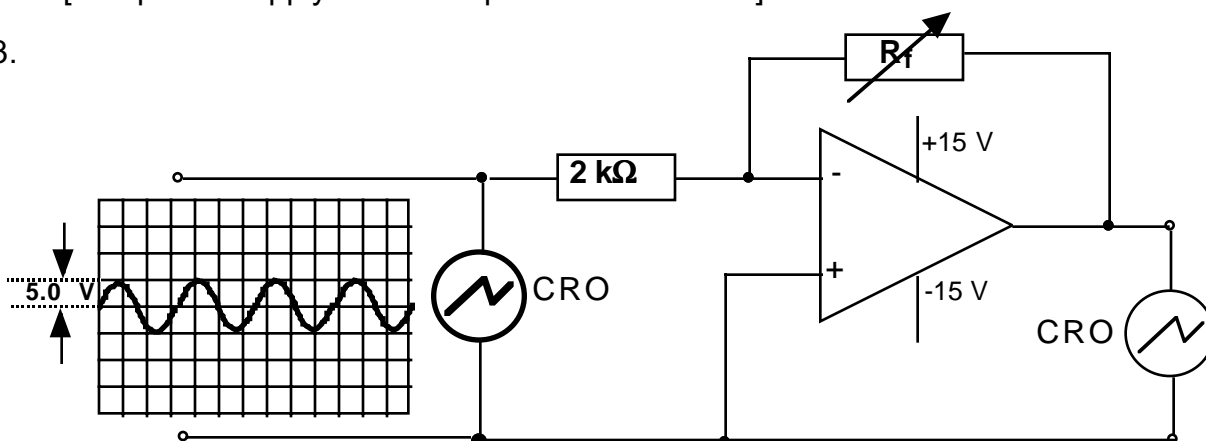 3.
Rf
+15 V
2 kΩ
-
+
5.0 V
CRO
-15 V
CRO